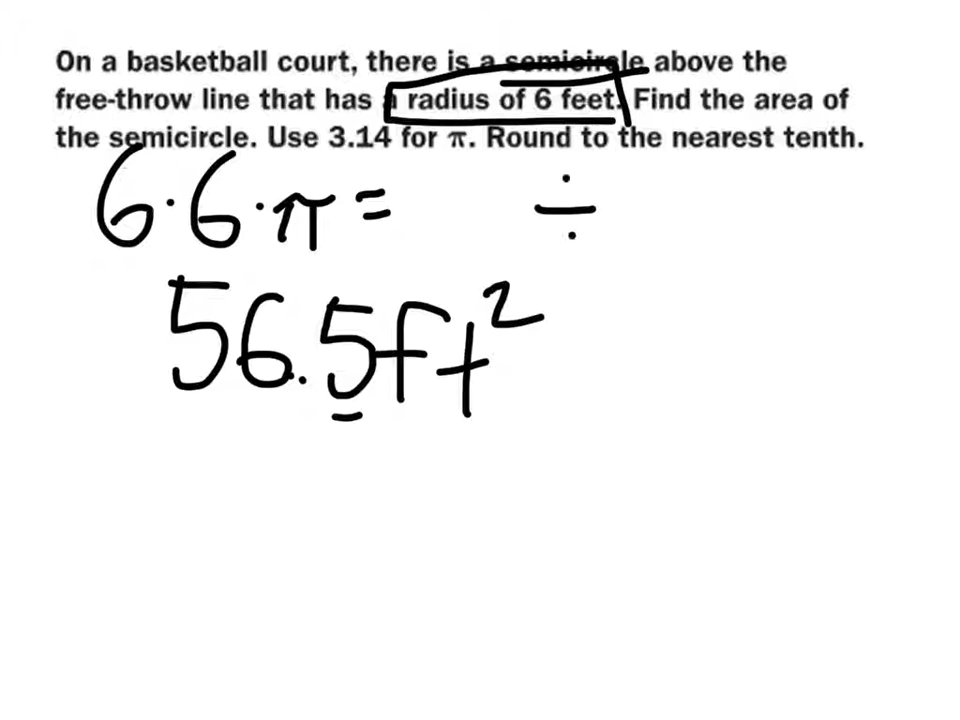 On a basketball court, there is a semicircle above the
free-throw line that has a radius of 6 feet. Find the area of
the semicircle. Use 3.14 for π. Round to the nearest tenth.
6·6·π= ÷
56.5ft²